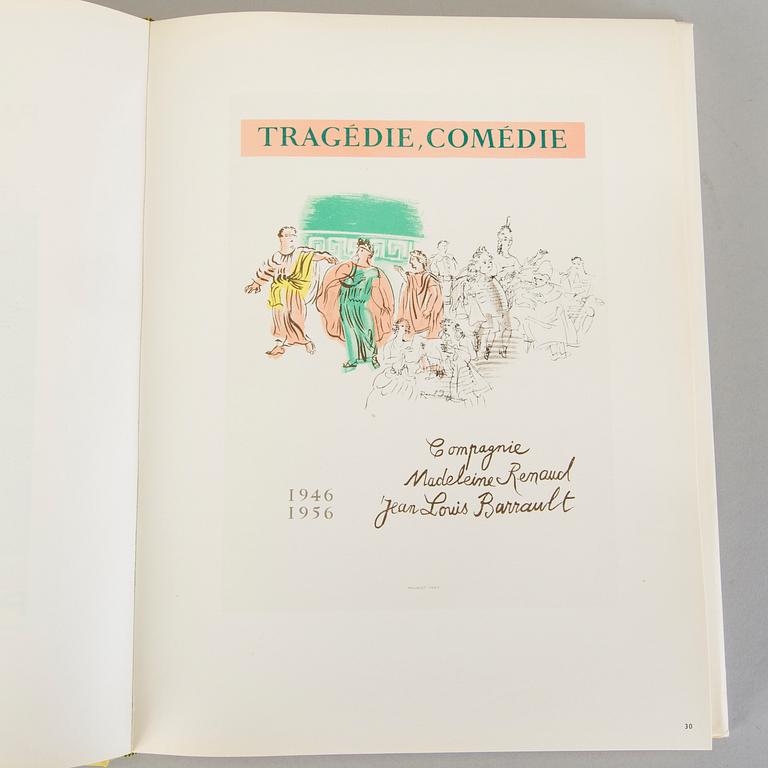 TRAGÉDIE, COMÉDIE
Compagnie
Madeleine Renaud
Jean Louis Barrault
1946
1956
30